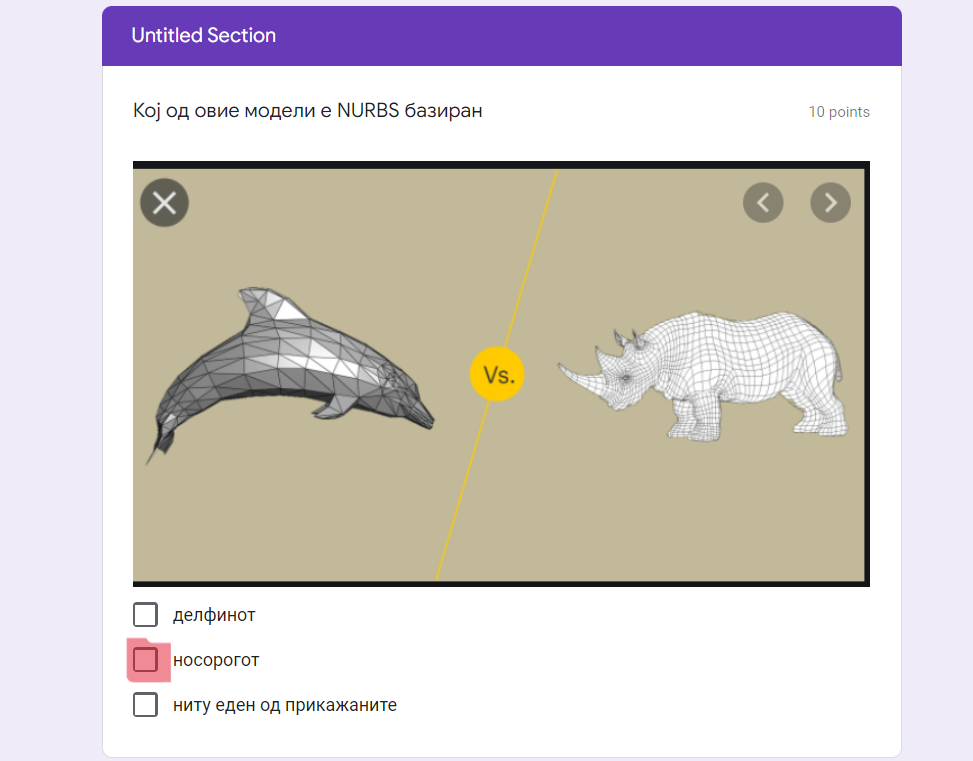 Untitled Section
Кој од овие модели е NURBS базиран
10 points
Vs.
делфинот
носорогот
ниту еден од прикажаните